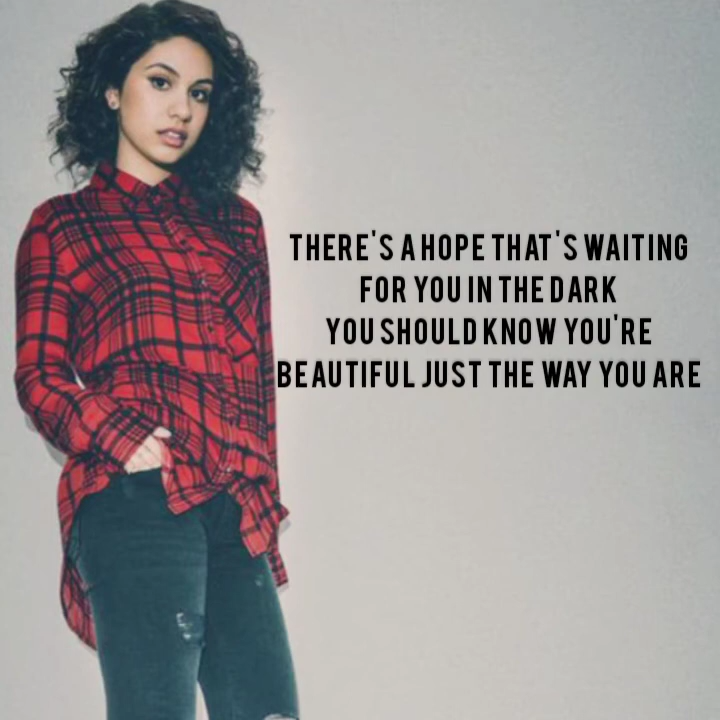 THERE'S A HOPE THAT'S WAITING
FOR YOU IN THE DARK
YOU SHOULD KNOW YOU'RE
BEAUTIFUL JUST THE WAY YOU ARE